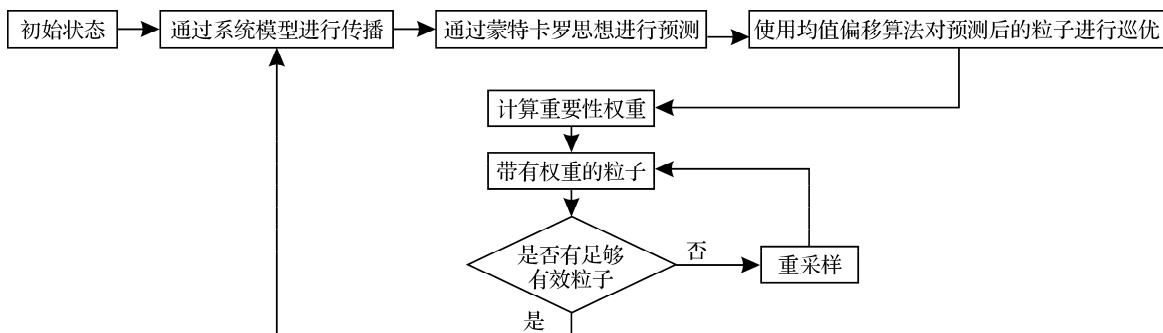 初始状态
通过系统模型进行传播
通过蒙特卡罗思想进行预测
使用均值偏移算法对预测后的粒子进行巡优
计算重要性权重
带有权重的粒子
是否有足够
有效粒子
否
重采样
是